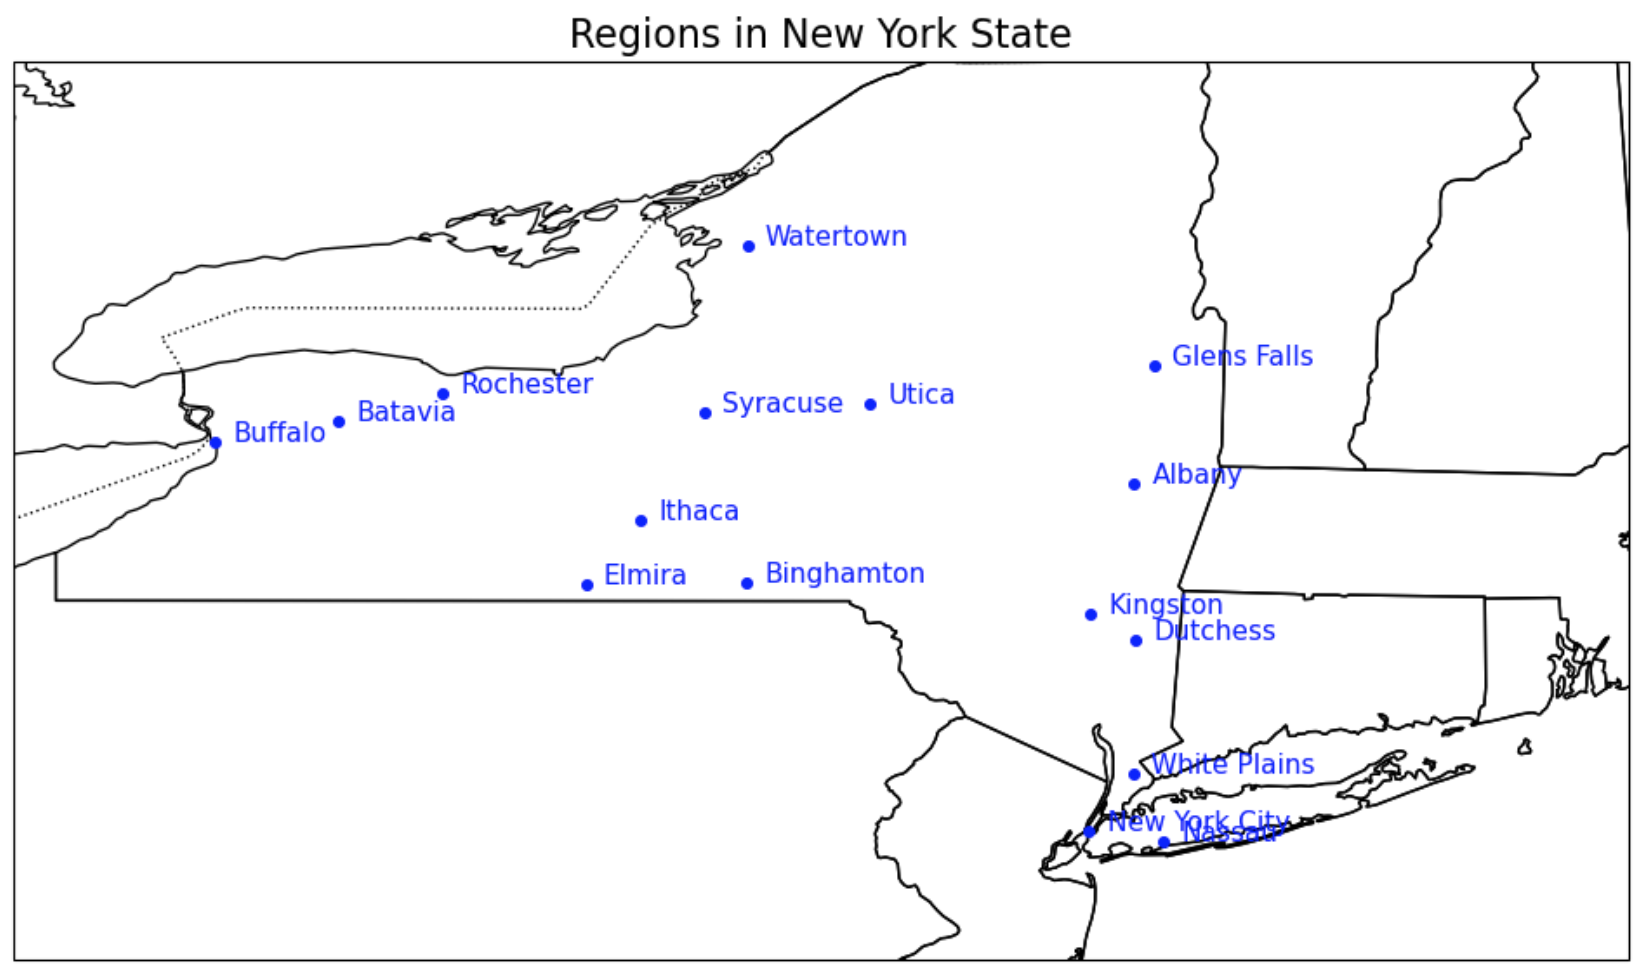 Regions in New York State
Watertown
Glens Falls
Rochester
Utica
Syracuse
Batavia
Buffalo
Albany
Ithaca
Binghamton
Elmira
Kingston
Dutchess
White Plains
New York City
Nassau